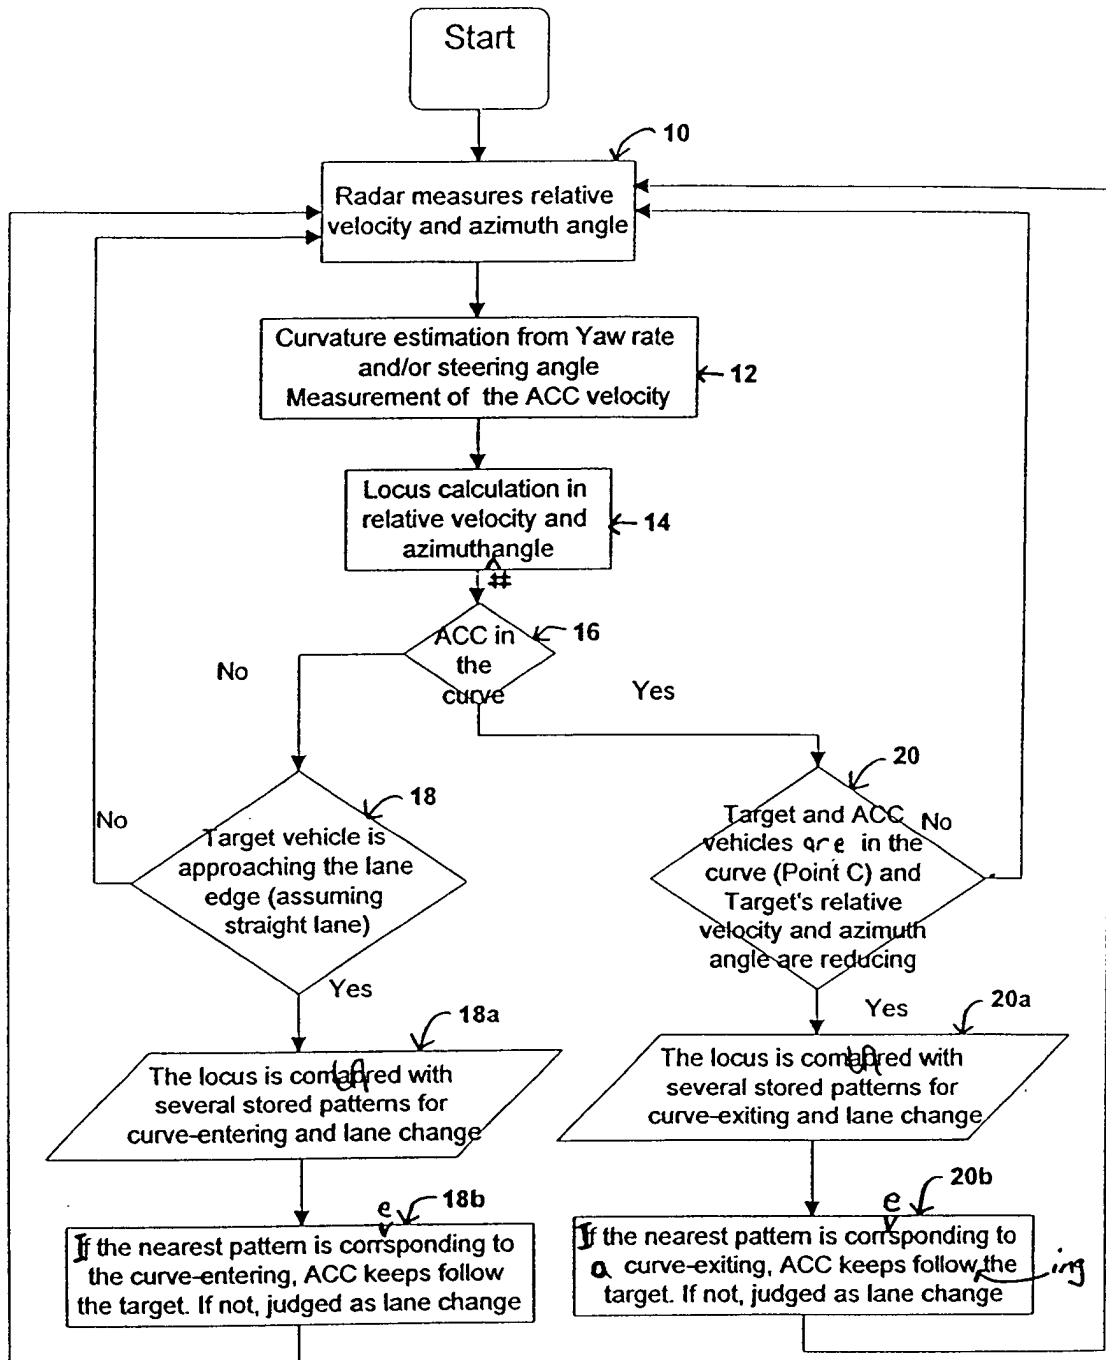 Start
10
Radar measures relative
velocity and azimuth angle
Curvature estimation from Yaw rate
and/or steering angle
Measurement of the ACC velocity
12
Locus calculation in
relative velocity and
azimuthangle
14
#
ACC in
the
curve
16
No
Yes
18
Target vehicle is
approaching the lane
edge (assuming
straight lane)
No
Yes
20
Target and ACC
vehicles are in the
curve (Point C) and
Target's relative
velocity and azimuth
angle are reducing
No
Yes
18a
The locus is comapred with
several stored patterns for
curve-entering and lane change
20a
The locus is comapred with
several stored patterns for
curve-exiting and lane change
18b
e
If the nearest pattern is corrsponding to
the curve-entering, ACC keeps follow
the target. If not, judged as lane change
20b
e
If the nearest pattern is corrsponding to
a curve-exiting, ACC keeps follow the
ing
target. If not, judged as lane change